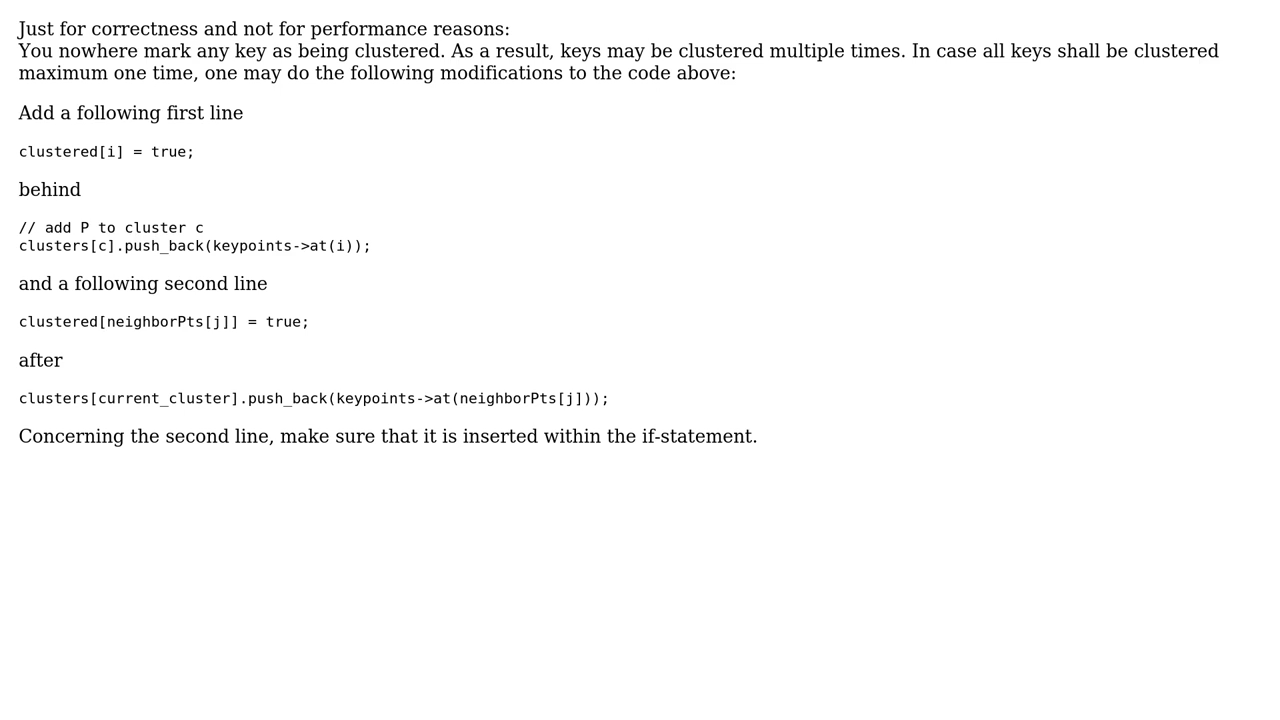 Just for correctness and not for performance reasons:
You nowhere mark any key as being clustered. As a result, keys may be clustered multiple times. In case all keys shall be clustered
maximum one time, one may do the following modifications to the code above:
Add a following first line
clustered[i] = true;
behind
// add P to cluster c
clusters[c].push_back(keypoints->at(i));
and a following second line
clustered[neighborPts[j]] = true;
after
clusters[current_cluster].push_back(keypoints->at(neighborPts[j]));
Concerning the second line, make sure that it is inserted within the if-statement.